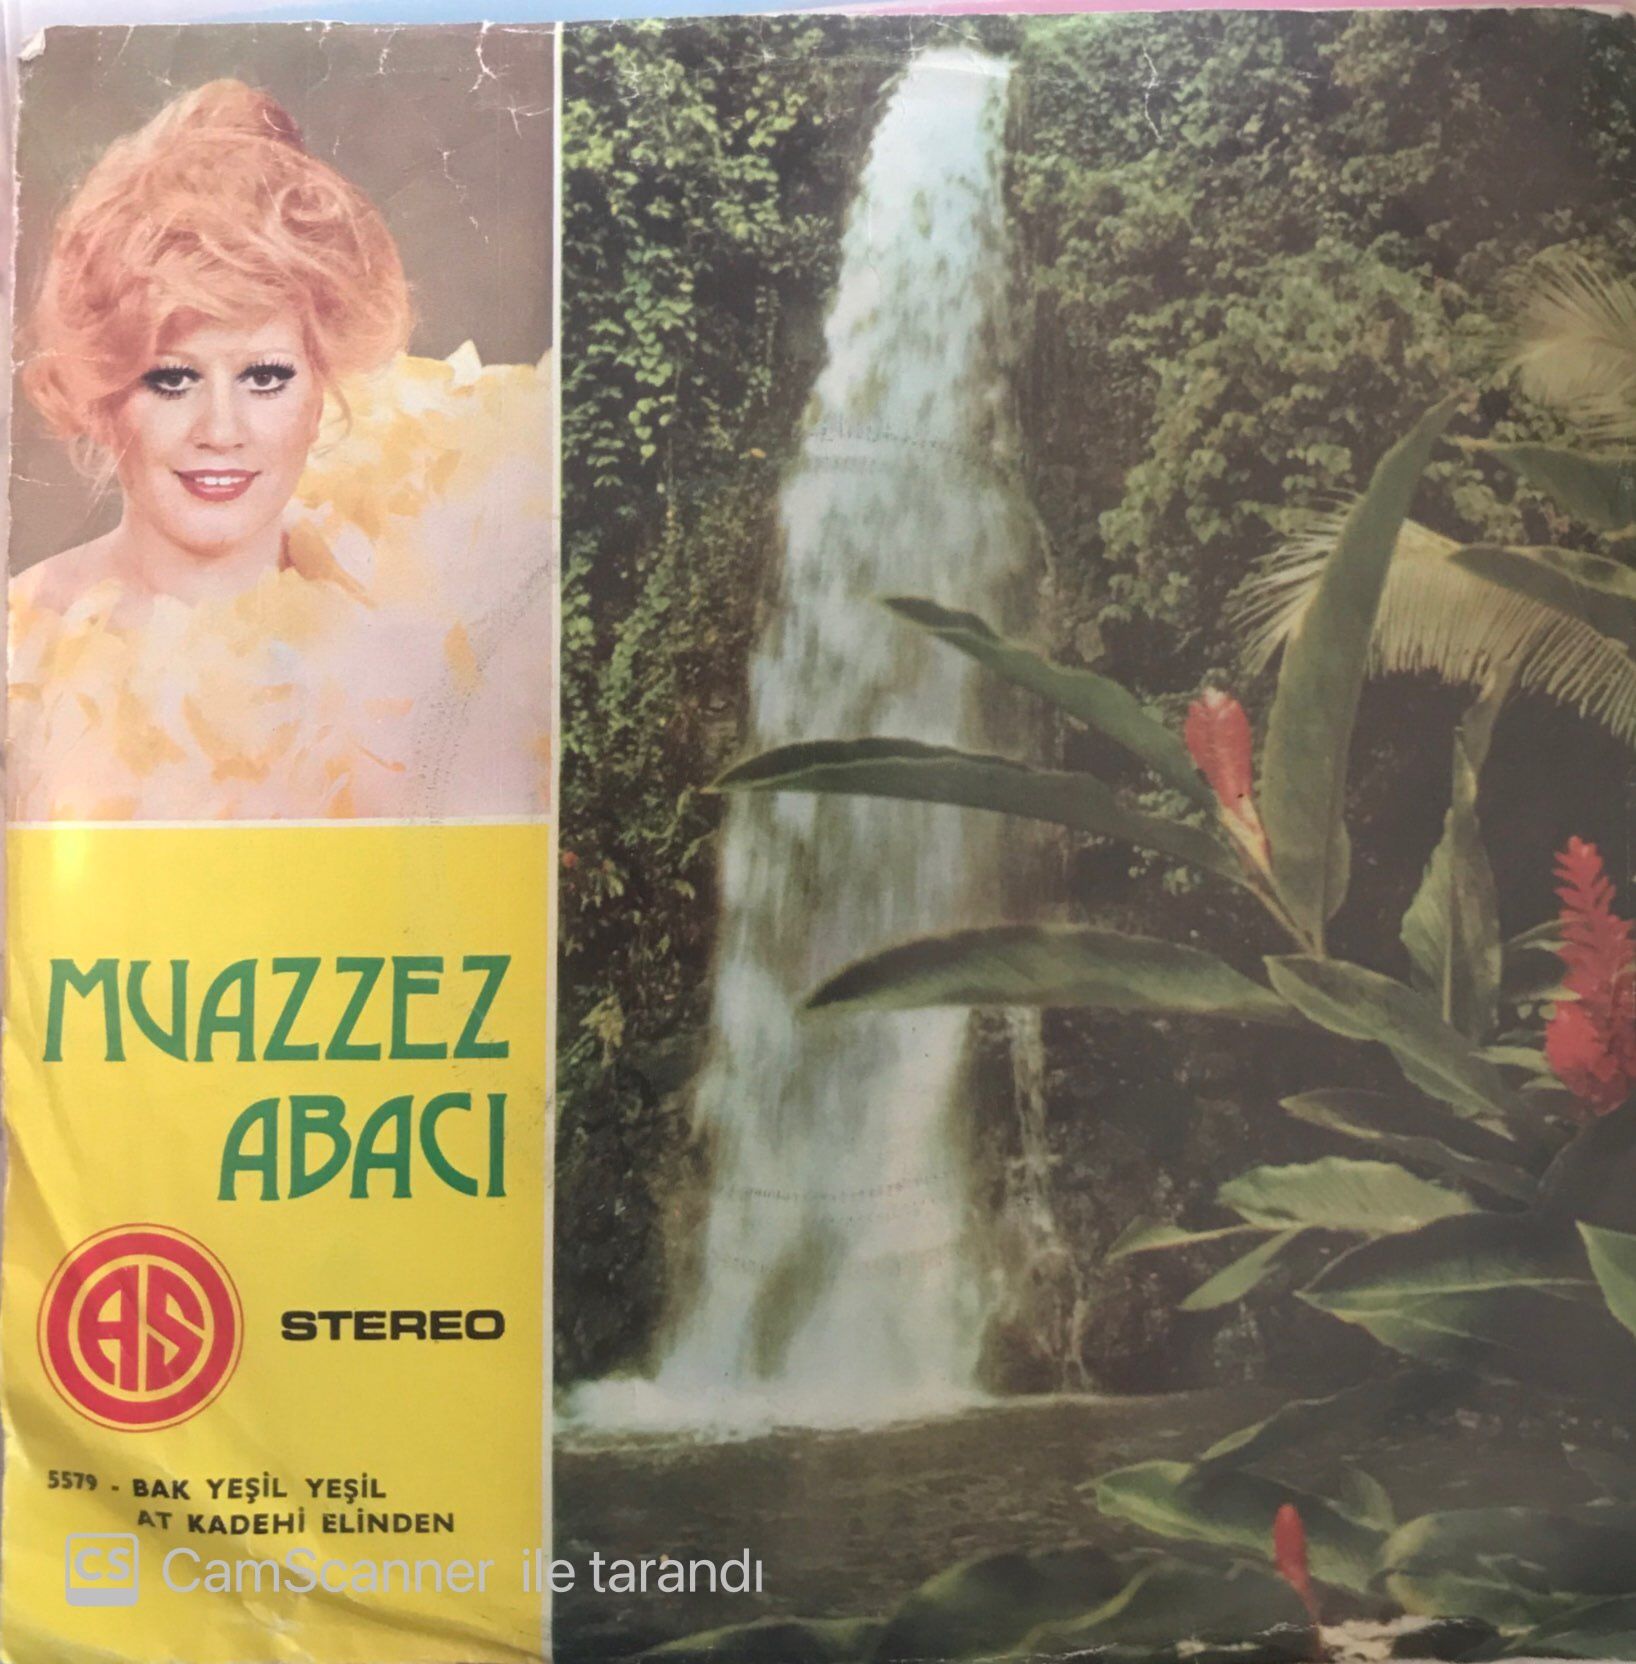 MUAZZEZ
ABACI
AS
STEREO
5579 - BAK YEŞİL YEŞİL
AT KADEHİ ELİNDEN
CS CamScanner ile tarandı